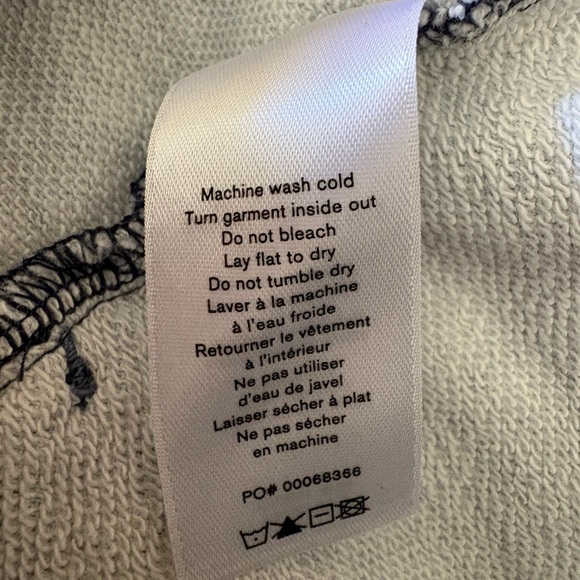 Machine wash cold
Turn garment inside out
Do not bleach
Lay flat to dry
Do not tumble dry
Laver à la machine
à l'eau froide
Retourner le vêtement
à l'intérieur
Ne pas utiliser
d'eau de javel
Laisser sécher à plat
Ne pas sécher
en machine
PO# 00068366